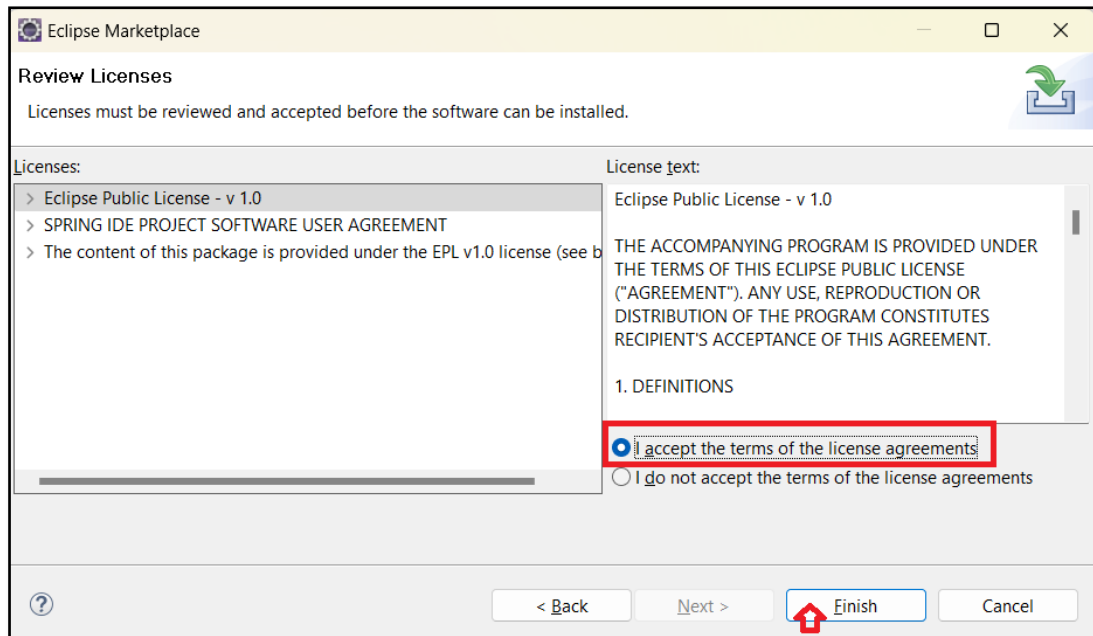 Eclipse Marketplace
Review Licenses
Licenses must be reviewed and accepted before the software can be installed.
Licenses:
Eclipse Public License - v 1.0
SPRING IDE PROJECT SOFTWARE USER AGREEMENT
The content of this package is provided under the EPL v1.0 license (see b
License text:
Eclipse Public License - v 1.0
THE ACCOMPANYING PROGRAM IS PROVIDED UNDER
THE TERMS OF THIS ECLIPSE PUBLIC LICENSE
("AGREEMENT"). ANY USE, REPRODUCTION OR
DISTRIBUTION OF THE PROGRAM CONSTITUTES
RECIPIENT'S ACCEPTANCE OF THIS AGREEMENT.
1. DEFINITIONS
I accept the terms of the license agreements
I do not accept the terms of the license agreements
?
< Back
Next >
Finish
Cancel